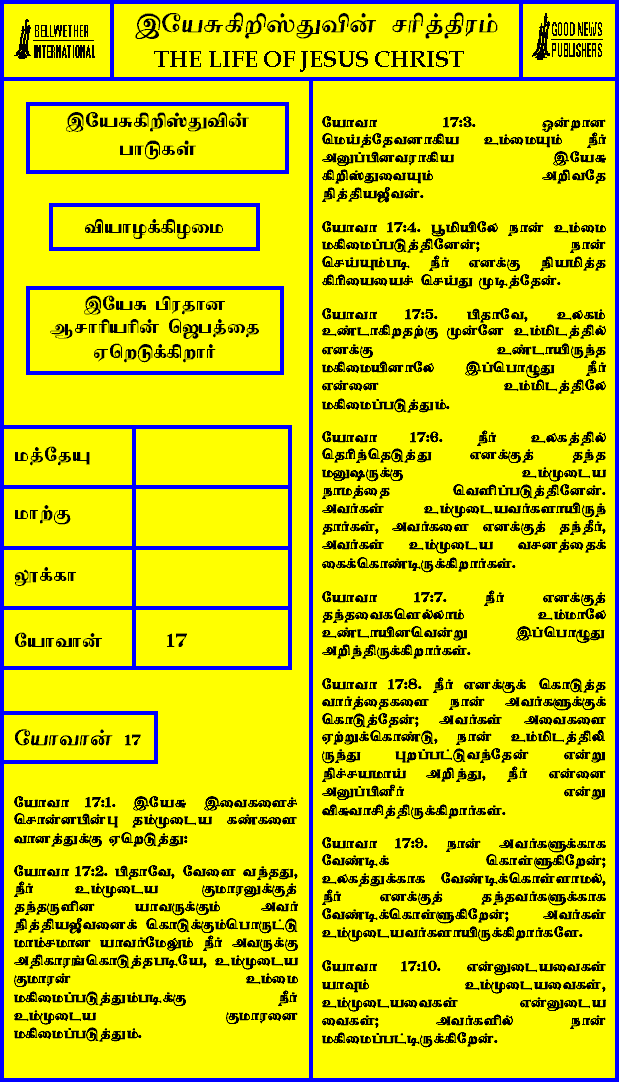 BELLWETHER
INTERNATIONAL
இயேசுகிறிஸ்துவின் சரித்திரம்
THE LIFE OF JESUS CHRIST
GOOD NEWS
PUBLISHERS
இயேசுகிறிஸ்துவின்
பாடுகள்
வியாழக்கிழமை
இயேசு பிரதான
ஆசாரியரின் ஜெபத்தை
ஏறெடுக்கிறார்
மத்தேயு
மாற்கு
லூக்கா
யோவான் 17
யோவான் 17
யோவா 17:1. இயேசு இவைகளைச்
சொன்னபின்பு தம்முடைய கண்களை
வானத்துக்கு ஏறெடுத்து:
யோவா 17:2. பிதாவே, வேளை வந்தது,
நீர் உம்முடைய குமாரனுக்குத்
தந்தருளின யாவருக்கும் அவர்
நித்தியஜீவனைக் கொடுக்கும்பொருட்டு
மாம்சமான யாவர்மேலும் நீர் அவருக்கு
அதிகாரங்கொடுத்தபடியே, உம்முடைய
குமாரன் உம்மை
மகிமைப்படுத்தும்படிக்கு நீர்
உம்முடைய குமாரனை
மகிமைப்படுத்தும்.
யோவா 17:3. ஒன்றான
மெய்த்தேவனாகிய உம்மையும் நீர்
அனுப்பினவராகிய இயேசு
கிறிஸ்துவையும் அறிவதே
நித்தியஜீவன்.
யோவா 17:4. பூமியிலே நான் உம்மை
மகிமைப்படுத்தினேன்; நான்
செய்யும்படி நீர் எனக்கு நியமித்த
கிரியையைச் செய்து முடித்தேன்.
யோவா 17:5. பிதாவே, உலகம்
உண்டாகிறதற்கு முன்னே உம்மிடத்தில்
எனக்கு உண்டாயிருந்த
மகிமையினாலே இப்பொழுது நீர்
என்னை உம்மிடத்திலே
மகிமைப்படுத்தும்.
யோவா 17:6. நீர் உலகத்தில்
தெரிந்தெடுத்து எனக்குத் தந்த
மனுஷருக்கு உம்முடைய
நாமத்தை வெளிப்படுத்தினேன்.
அவர்கள் உம்முடையவர்களாயிருந்
தார்கள், அவர்களை எனக்குத் தந்தீர்,
அவர்கள் உம்முடைய வசனத்தைக்
கைக்கொண்டிருக்கிறார்கள்.
யோவா 17:7. நீர் எனக்குத்
தந்தவைகளெல்லாம் உம்மாலே
உண்டாயினவென்று இப்பொழுது
அறிந்திருக்கிறார்கள்.
யோவா 17:8. நீர் எனக்குக் கொடுத்த
வார்த்தைகளை நான் அவர்களுக்குக்
கொடுத்தேன்; அவர்கள் அவைகளை
ஏற்றுக்கொண்டு, நான் உம்மிடத்திலி
ருந்து புறப்பட்டுவந்தேன் என்று
நிச்சயமாய் அறிந்து, நீர் என்னை
அனுப்பினீர் என்று
விசுவாசித்திருக்கிறார்கள்.
யோவா 17:9. நான் அவர்களுக்காக
வேண்டிக் கொள்ளுகிறேன்;
உலகத்துக்காக வேண்டிக்கொள்ளாமல்,
நீர் எனக்குத் தந்தவர்களுக்காக
வேண்டிக்கொள்ளுகிறேன்; அவர்கள்
உம்முடையவர்களாயிருக்கிறார்களே.
யோவா 17:10. என்னுடையவைகள்
யாவும் உம்முடையவைகள்,
உம்முடையவைகள் என்னுடைய
வைகள்; அவர்களில் நான்
மகிமைப்பட்டிருக்கிறேன்.